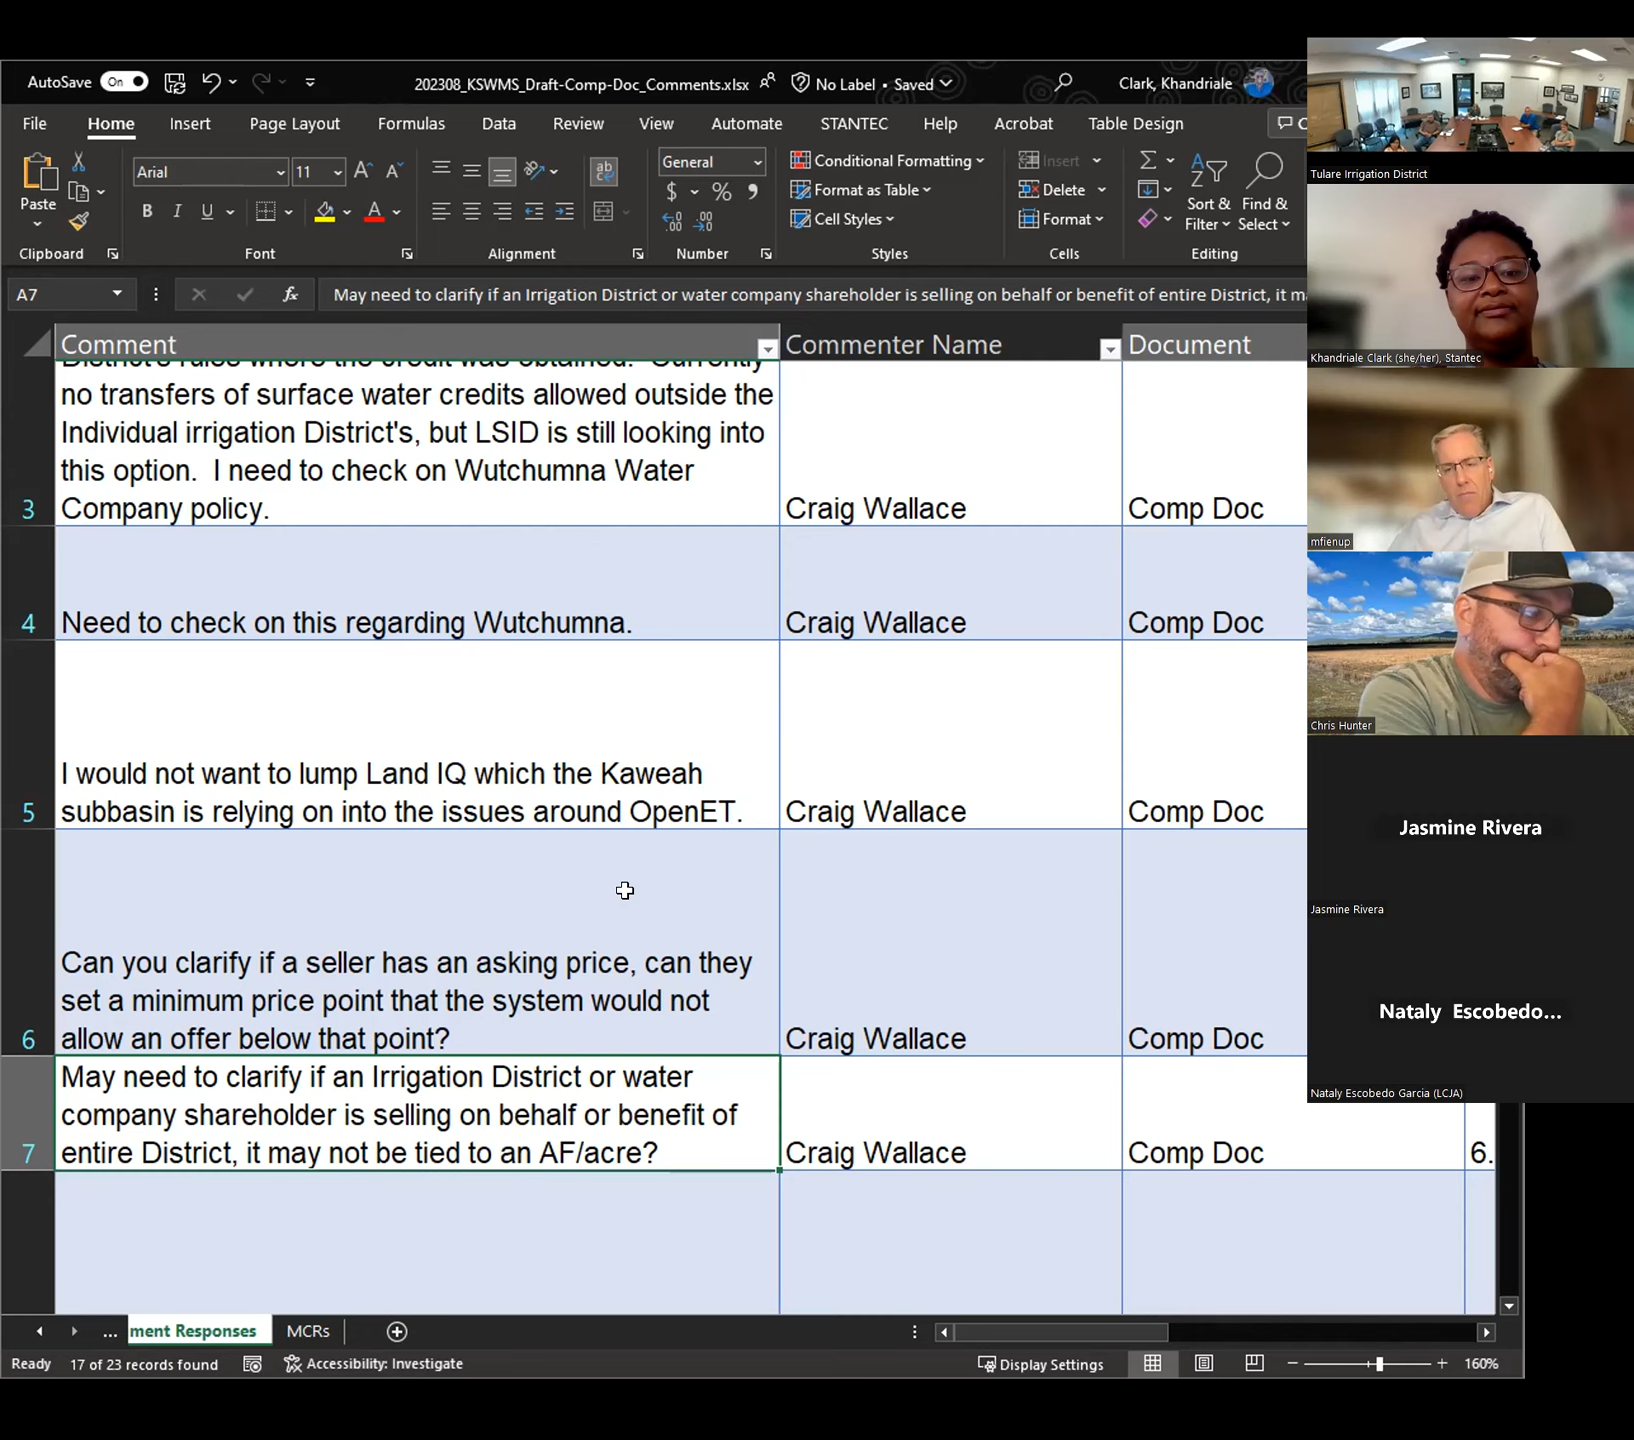 AutoSave On 202308_KSWMS_Draft-Comp-Doc_Comments.xlsx No Label • Saved Clark, Khandriale
File Home Insert Page Layout Formulas Data Review View Automate STANTEC Help Acrobat Table Design
Paste
Clipboard
Arial 11
B I U
Font
Alignment
General
$ % 9
Number
Conditional Formatting
Format as Table
Cell Styles
Styles
Insert
Delete
Format
Cells
Sort & Filter
Find & Select
Editing
A7 fx May need to clarify if an Irrigation District or water company shareholder is selling on behalf or benefit of entire District, it ma
Comment Commenter Name Document
District's rules where the credit was obtained. Currently
no transfers of surface water credits allowed outside the
Individual irrigation District's, but LSID is still looking into
this option. I need to check on Wutchumna Water
3 Company policy. Craig Wallace Comp Doc
4 Need to check on this regarding Wutchumna. Craig Wallace Comp Doc
I would not want to lump Land IQ which the Kaweah
5 subbasin is relying on into the issues around OpenET. Craig Wallace Comp Doc
Can you clarify if a seller has an asking price, can they
set a minimum price point that the system would not
6 allow an offer below that point? Craig Wallace Comp Doc
May need to clarify if an Irrigation District or water
company shareholder is selling on behalf or benefit of
7 entire District, it may not be tied to an AF/acre? Craig Wallace Comp Doc 6.
... ment Responses MCRs
Ready 17 of 23 records found Accessibility: Investigate Display Settings 160%
Tulare Irrigation District
Khandriale Clark (she/her), Stantec
mfienup
Chris Hunter
Jasmine Rivera
Jasmine Rivera
Nataly Escobedo...
Nataly Escobedo Garcia (LCJA)